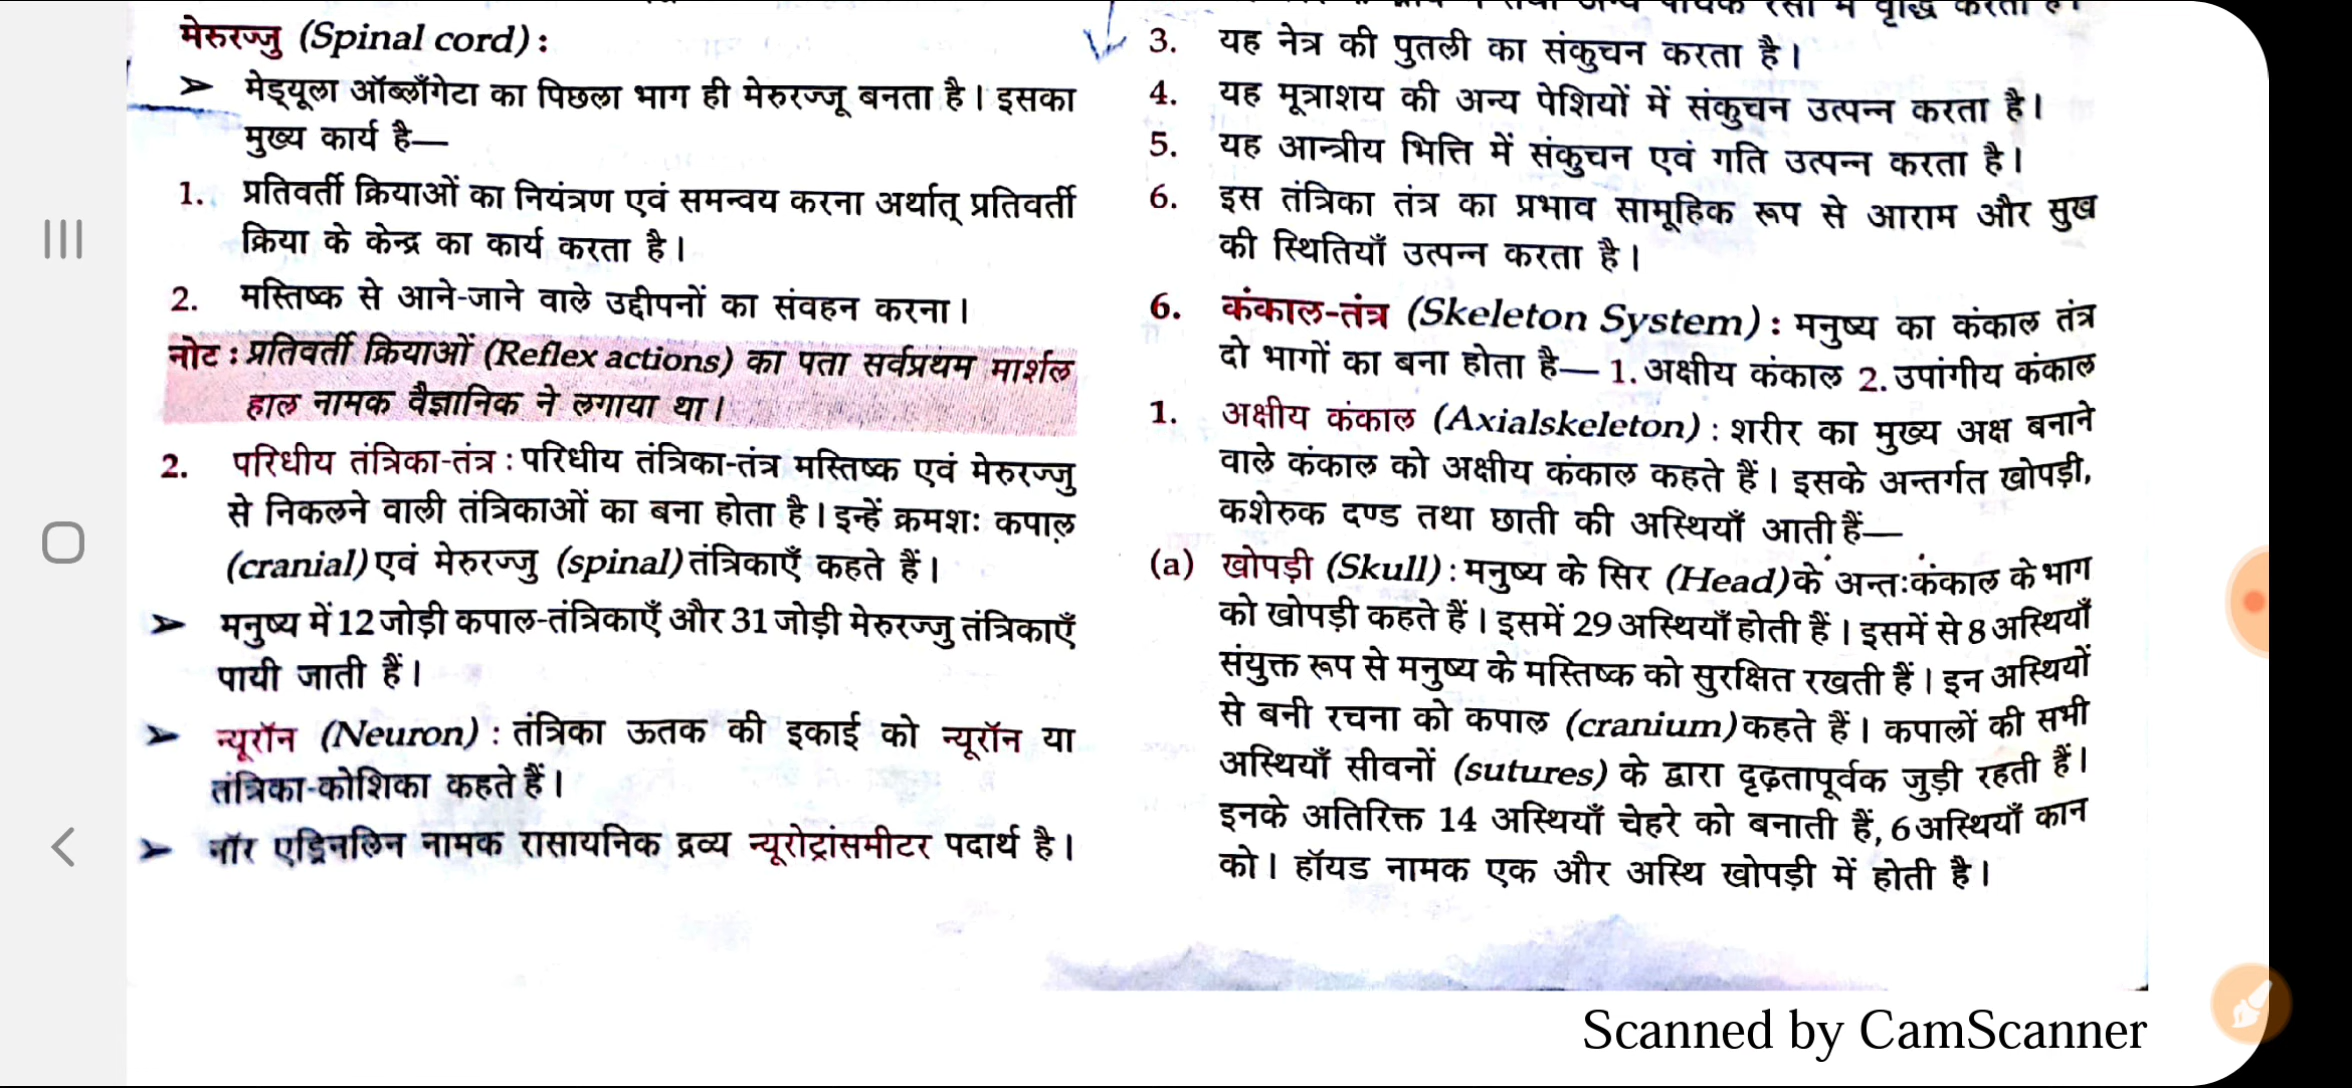 मेरुरज्जु (Spinal cord) :
➤ मेड्यूला ऑब्लाँगेटा का पिछला भाग ही मेरुरज्जू बनता है। इसका
मुख्य कार्य है—
1. प्रतिवर्ती क्रियाओं का नियंत्रण एवं समन्वय करना अर्थात् प्रतिवर्ती
क्रिया के केन्द्र का कार्य करता है।
2. मस्तिष्क से आने-जाने वाले उद्दीपनों का संवहन करना।
नोट : प्रतिवर्ती क्रियाओं (Reflex actions) का पता सर्वप्रथम मार्शल
हाल नामक वैज्ञानिक ने लगाया था।
2. परिधीय तंत्रिका-तंत्र : परिधीय तंत्रिका-तंत्र मस्तिष्क एवं मेरुरज्जु
से निकलने वाली तंत्रिकाओं का बना होता है। इन्हें क्रमशः कपाल
(cranial) एवं मेरुरज्जु (spinal) तंत्रिकाएँ कहते हैं।
➤ मनुष्य में 12 जोड़ी कपाल-तंत्रिकाएँ और 31 जोड़ी मेरुरज्जु तंत्रिकाएँ
पायी जाती हैं।
➤ न्यूरॉन (Neuron) : तंत्रिका ऊतक की इकाई को न्यूरॉन या
तंत्रिका-कोशिका कहते हैं।
➤ नॉर एड्रिनलिन नामक रासायनिक द्रव्य न्यूरोट्रांसमीटर पदार्थ है।
में वृद्धि करता है।
3. यह नेत्र की पुतली का संकुचन करता है।
4. यह मूत्राशय की अन्य पेशियों में संकुचन उत्पन्न करता है।
5. यह आन्त्रीय भित्ति में संकुचन एवं गति उत्पन्न करता है।
6. इस तंत्रिका तंत्र का प्रभाव सामूहिक रूप से आराम और सुख
की स्थितियाँ उत्पन्न करता है।
6. कंकाल-तंत्र (Skeleton System) : मनुष्य का कंकाल तंत्र
दो भागों का बना होता है— 1. अक्षीय कंकाल 2. उपांगीय कंकाल
1. अक्षीय कंकाल (Axialskeleton) : शरीर का मुख्य अक्ष बनाने
वाले कंकाल को अक्षीय कंकाल कहते हैं। इसके अन्तर्गत खोपड़ी,
कशेरुक दण्ड तथा छाती की अस्थियाँ आती हैं—
(a) खोपड़ी (Skull) : मनुष्य के सिर (Head) के अन्तःकंकाल के भाग
को खोपड़ी कहते हैं। इसमें 29 अस्थियाँ होती हैं। इसमें से 8 अस्थियाँ
संयुक्त रूप से मनुष्य के मस्तिष्क को सुरक्षित रखती हैं। इन अस्थियों
से बनी रचना को कपाल (cranium) कहते हैं। कपालों की सभी
अस्थियाँ सीवनों (sutures) के द्वारा दृढ़तापूर्वक जुड़ी रहती हैं।
इनके अतिरिक्त 14 अस्थियाँ चेहरे को बनाती हैं, 6 अस्थियाँ कान
को। हॉयड नामक एक और अस्थि खोपड़ी में होती है।
Scanned by CamScanner